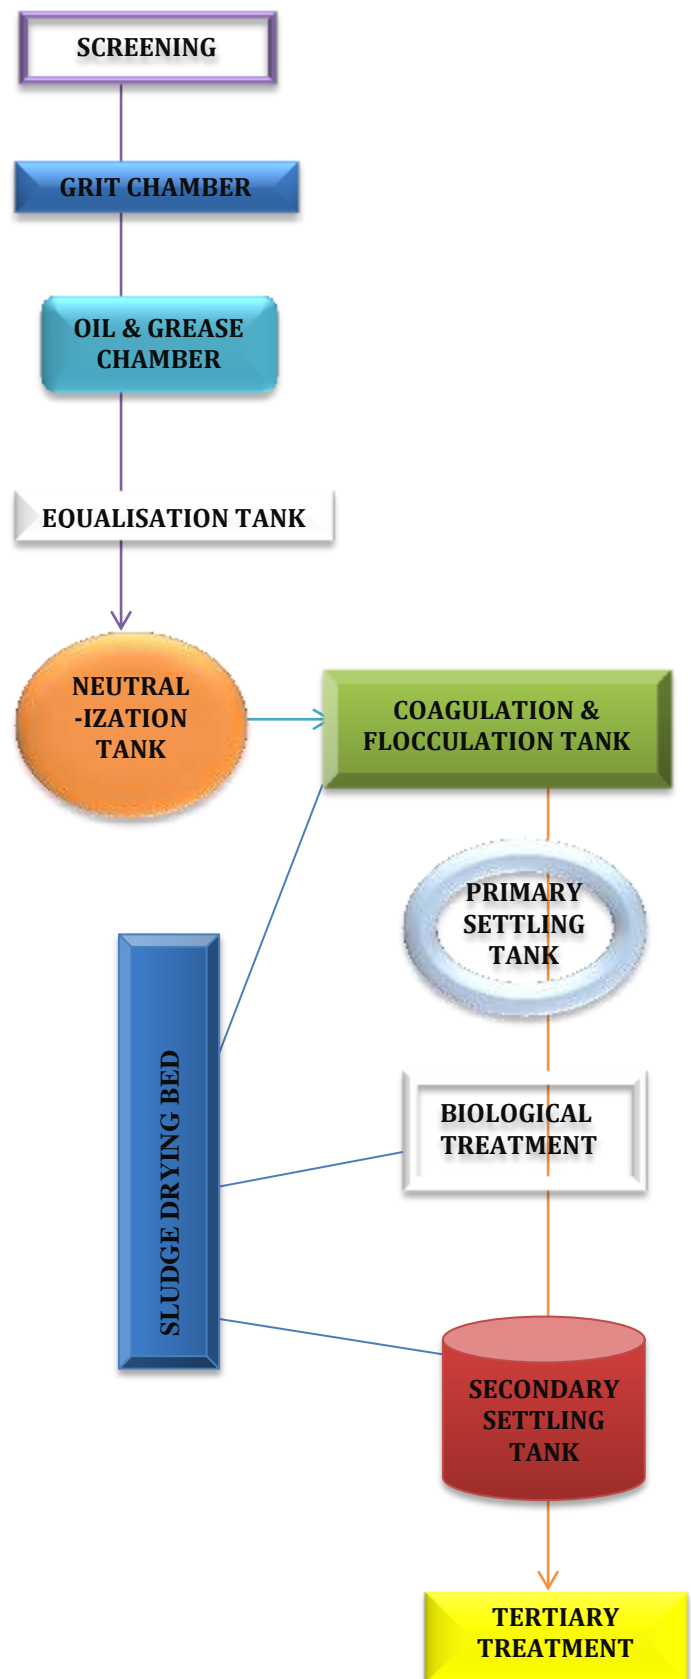 SCREENING
GRIT CHAMBER
OIL & GREASE
CHAMBER
EQUALISATION TANK
NEUTRAL
-IZATION
TANK
COAGULATION &
FLOCCULATION TANK
PRIMARY
SETTLING
TANK
SLUDGE DRYING BED
BIOLOGICAL
TREATMENT
SECONDARY
SETTLING
TANK
TERTIARY
TREATMENT